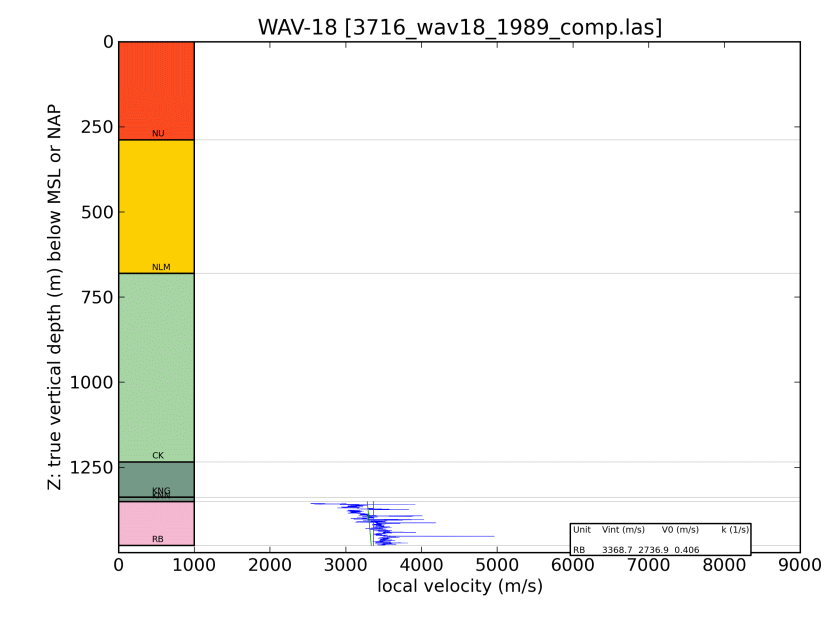 WAV-18 [3716_wav18_1989_comp.las]
Z: true vertical depth (m) below MSL or NAP
0
250
500
750
1000
1250
NU
NLM
CK
KNG
KNN
RB
Unit Vint (m/s) V0 (m/s) k (1/s)
RB 3368.7 2736.9 0.406
0 1000 2000 3000 4000 5000 6000 7000 8000 9000
local velocity (m/s)